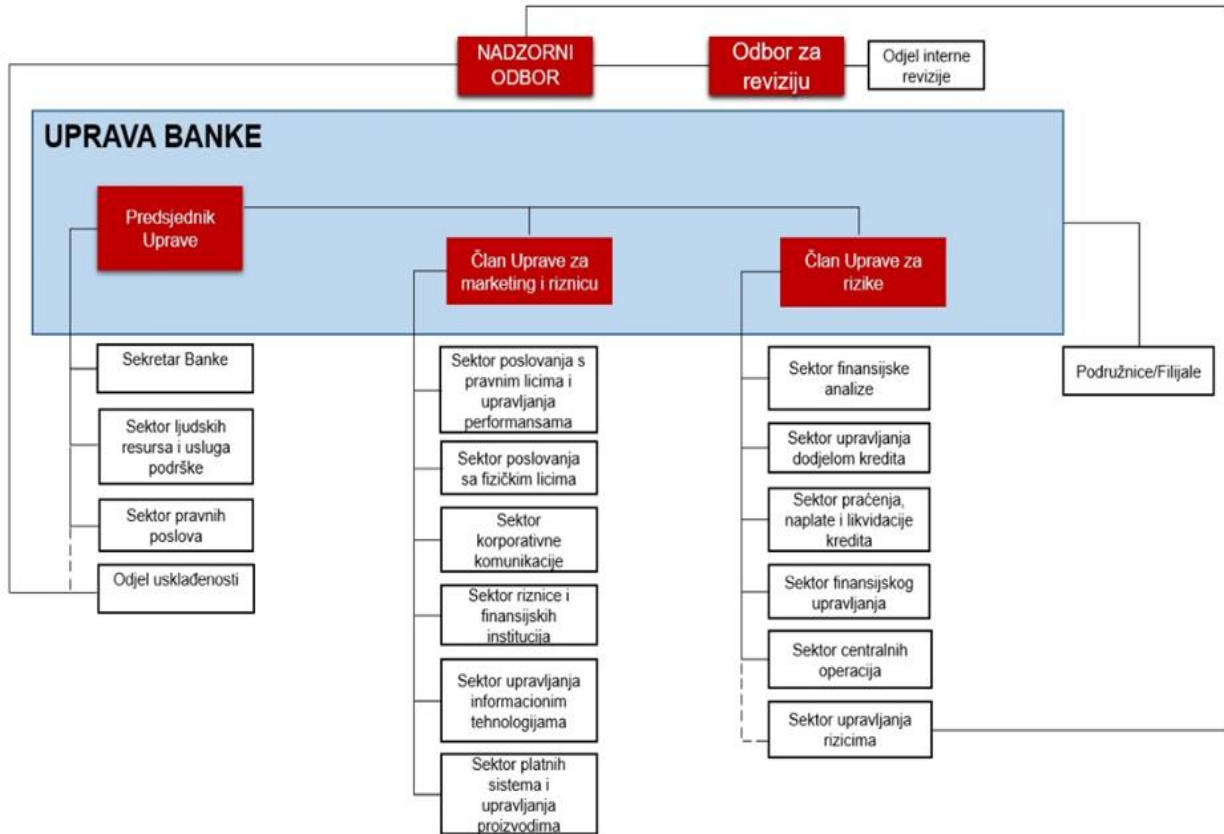 NADZORNI
ODBOR
Odbor za
reviziju
Odjel interne
revizije
UPRAVA BANKE
Predsjednik
Uprave
Član Uprave za
marketing i riznicu
Član Uprave za
rizike
Sekretar Banke
Sektor ljudskih
resursa i usluga
podrške
Sektor pravnih
poslova
Odjel usklađenosti
Sektor poslovanja s
pravnim licima i
upravljanja
performansama
Sektor poslovanja
sa fizičkim licima
Sektor
korporativne
komunikacije
Sektor riznice i
finansijskih
institucija
Sektor upravljanja
informacionim
tehnologijama
Sektor platnih
sistema i
upravljanja
proizvodima
Sektor finansijske
analize
Sektor upravljanja
dodjelom kredita
Sektor praćenja,
naplate i likvidacije
kredita
Sektor finansijskog
upravljanja
Sektor centralnih
operacija
Sektor upravljanja
rizicima
Podružnice/Filijale